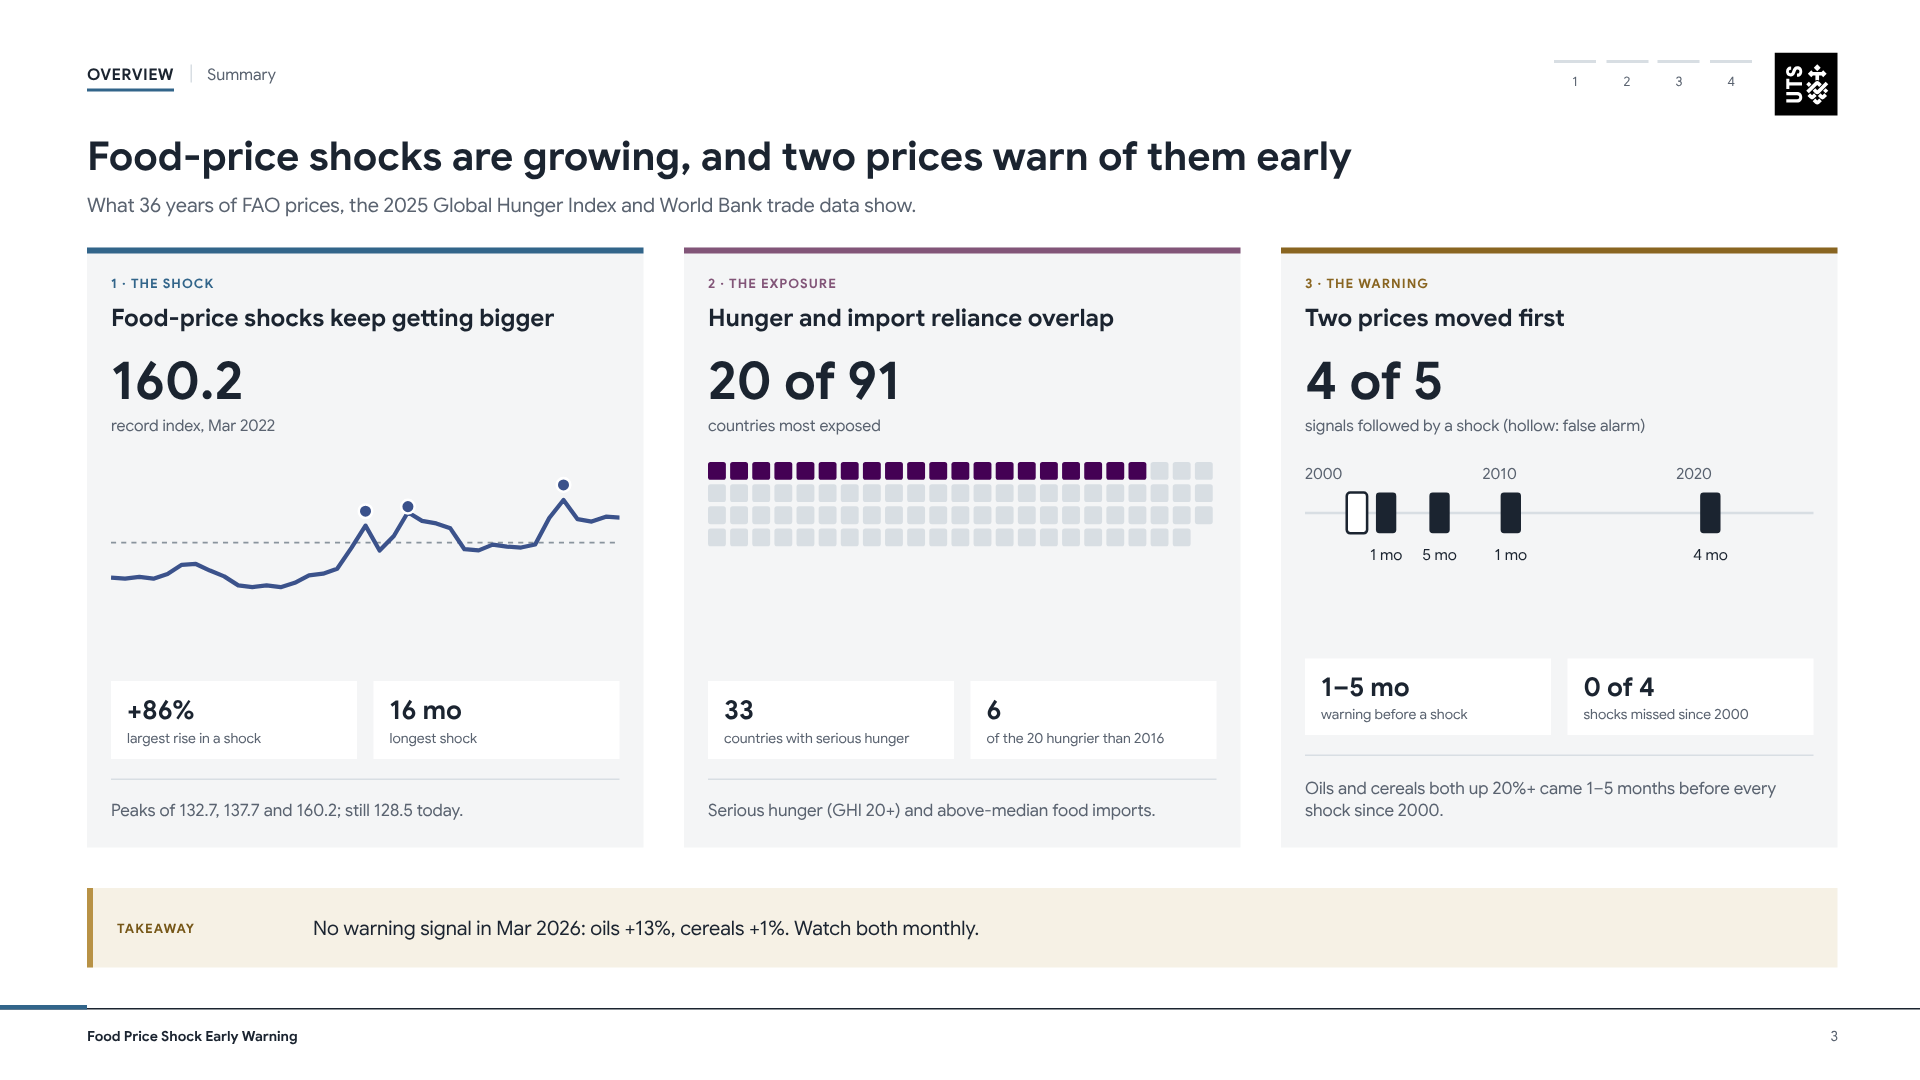 OVERVIEW
Summary
1 2 3 4
UTS
Food-price shocks are growing, and two prices warn of them early
What 36 years of FAO prices, the 2025 Global Hunger Index and World Bank trade data show.
1 · THE SHOCK
Food-price shocks keep getting bigger
160.2
record index, Mar 2022
+86%
largest rise in a shock
16 mo
longest shock
Peaks of 132.7, 137.7 and 160.2; still 128.5 today.
2 · THE EXPOSURE
Hunger and import reliance overlap
20 of 91
countries most exposed
33
countries with serious hunger
6
of the 20 hungrier than 2016
Serious hunger (GHI 20+) and above-median food imports.
3 · THE WARNING
Two prices moved first
4 of 5
signals followed by a shock (hollow: false alarm)
2000 2010 2020
1 mo 5 mo 1 mo 4 mo
1–5 mo
warning before a shock
0 of 4
shocks missed since 2000
Oils and cereals both up 20%+ came 1–5 months before every
shock since 2000.
TAKEAWAY
No warning signal in Mar 2026: oils +13%, cereals +1%. Watch both monthly.
Food Price Shock Early Warning
3